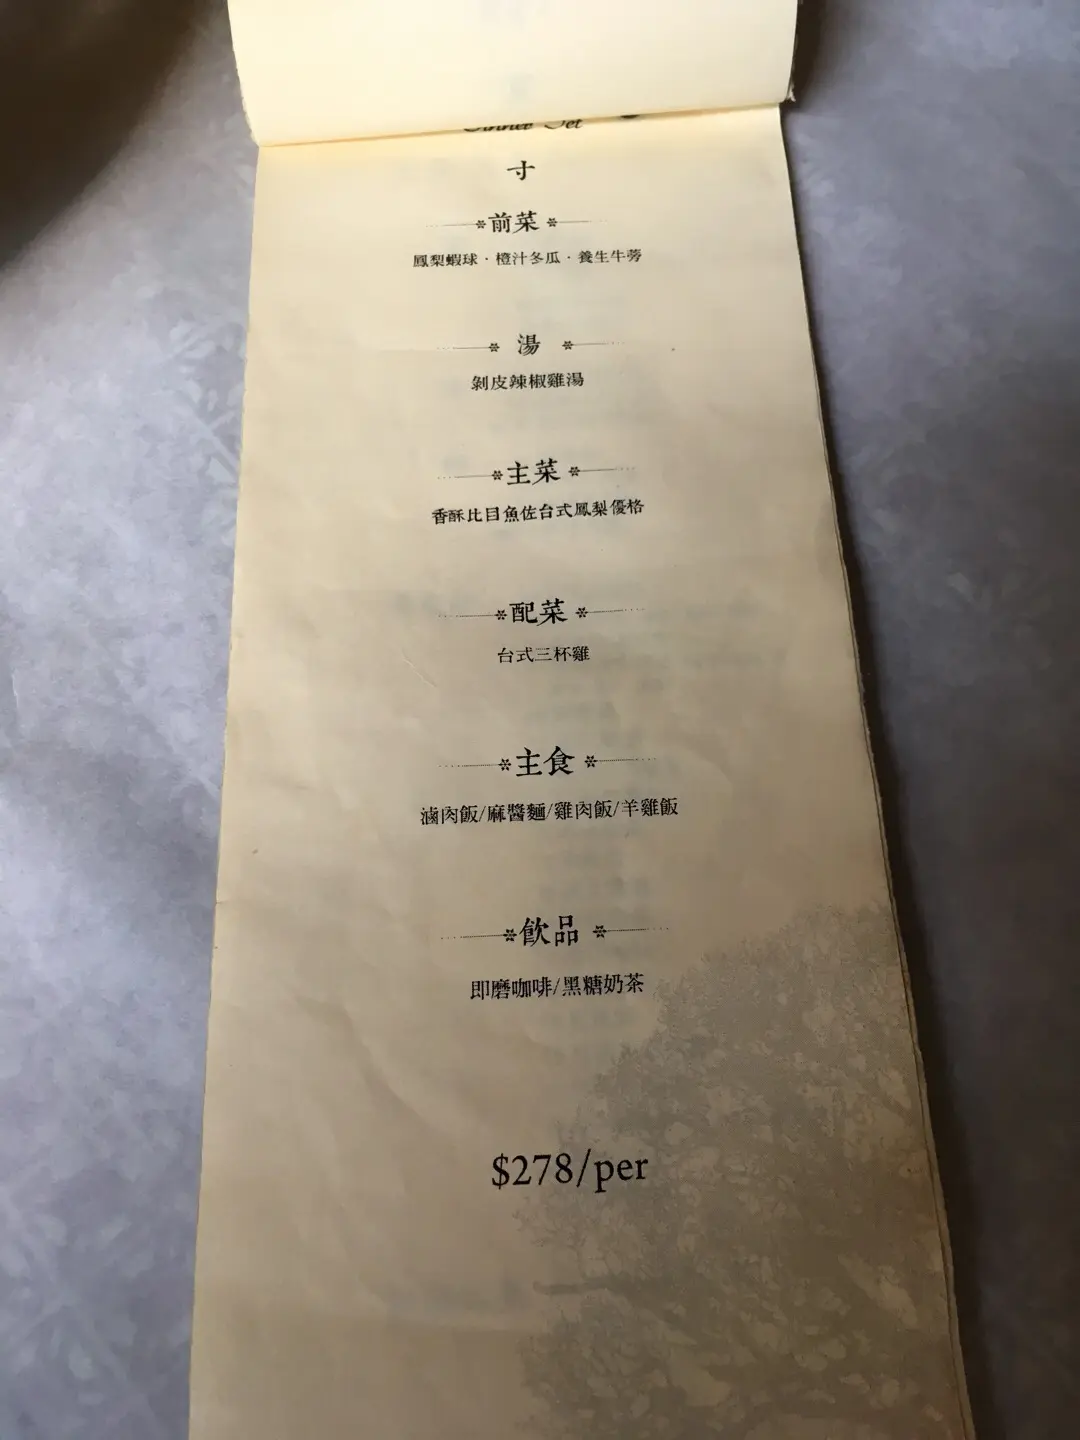 Dinner Set
寸
前菜
鳳梨蝦球·橙汁冬瓜·養生牛蒡
湯
剝皮辣椒雞湯
主菜
香酥比目魚佐台式鳳梨優格
配菜
台式三杯雞
主食
滷肉飯/麻醬麵/雞肉飯/羊雞飯
飲品
即磨咖啡/黑糖奶茶
$278/per